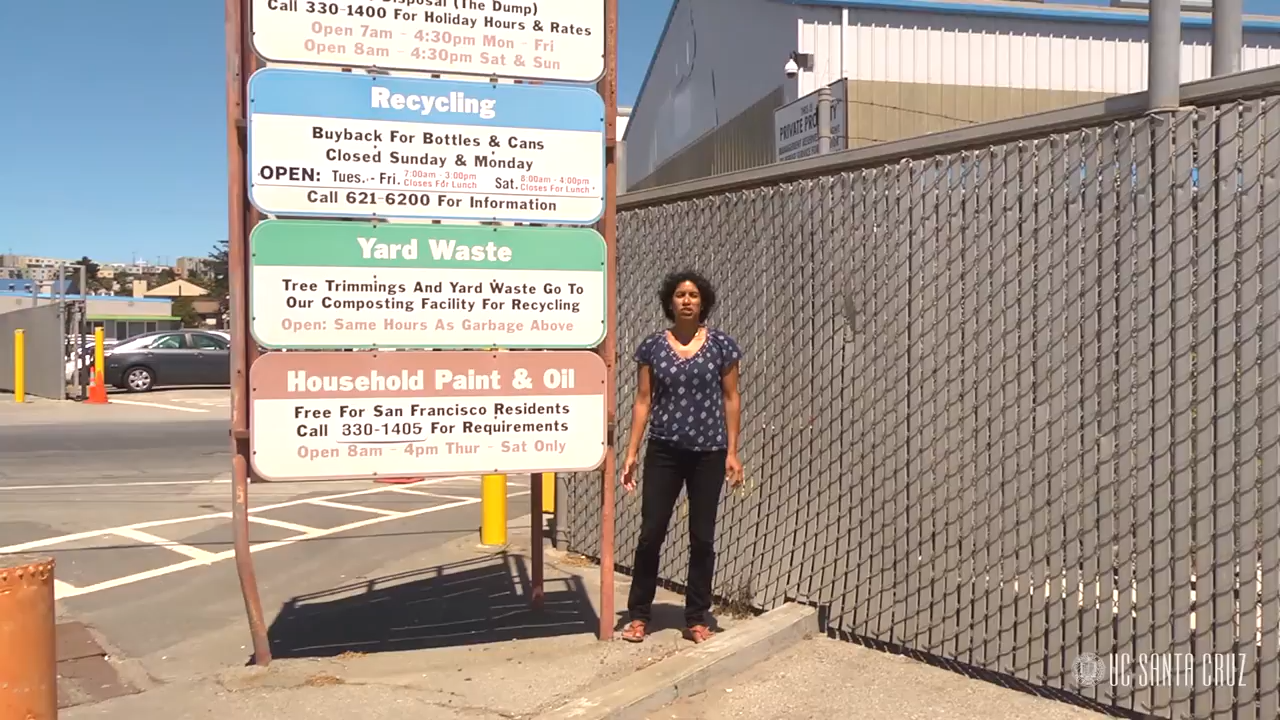 Disposal (The Dump)
Call 330-1400 For Holiday Hours & Rates
Open 7am - 4:30pm Mon - Fri
Open 8am - 4:30pm Sat & Sun
Recycling
Buyback For Bottles & Cans
Closed Sunday & Monday
OPEN: Tues. - Fri. 7:00am - 3:00pm Closes For Lunch Sat. 8:00am - 4:00pm Closes For Lunch
Call 621-6200 For Information
Yard Waste
Tree Trimmings And Yard Waste Go To
Our Composting Facility For Recycling
Open: Same Hours As Garbage Above
Household Paint & Oil
Free For San Francisco Residents
Call 330-1405 For Requirements
Open 8am - 4pm Thur - Sat Only
PRIVATE
UC SANTA CRUZ